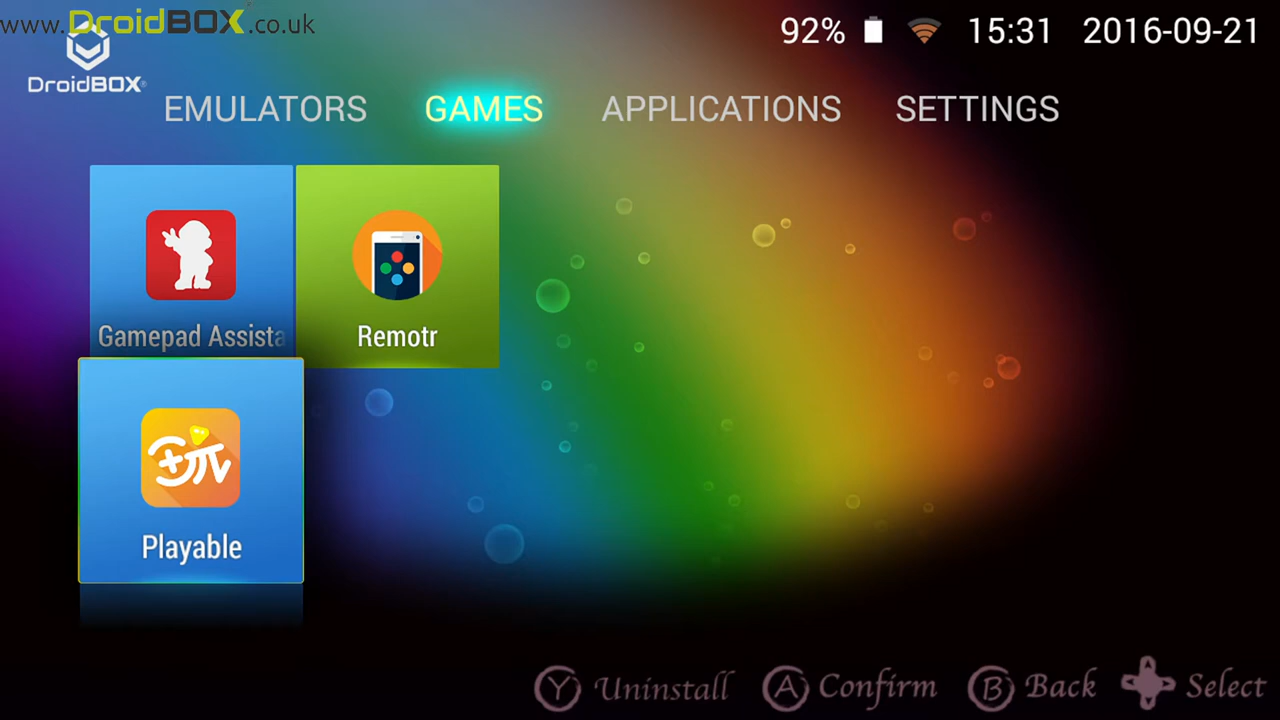 www.DroidBOX.co.uk
DroidBOX®
92% 15:31 2016-09-21
EMULATORS GAMES APPLICATIONS SETTINGS
Gamepad Assista
Remotr
Playable
Y Uninstall A Confirm B Back Select